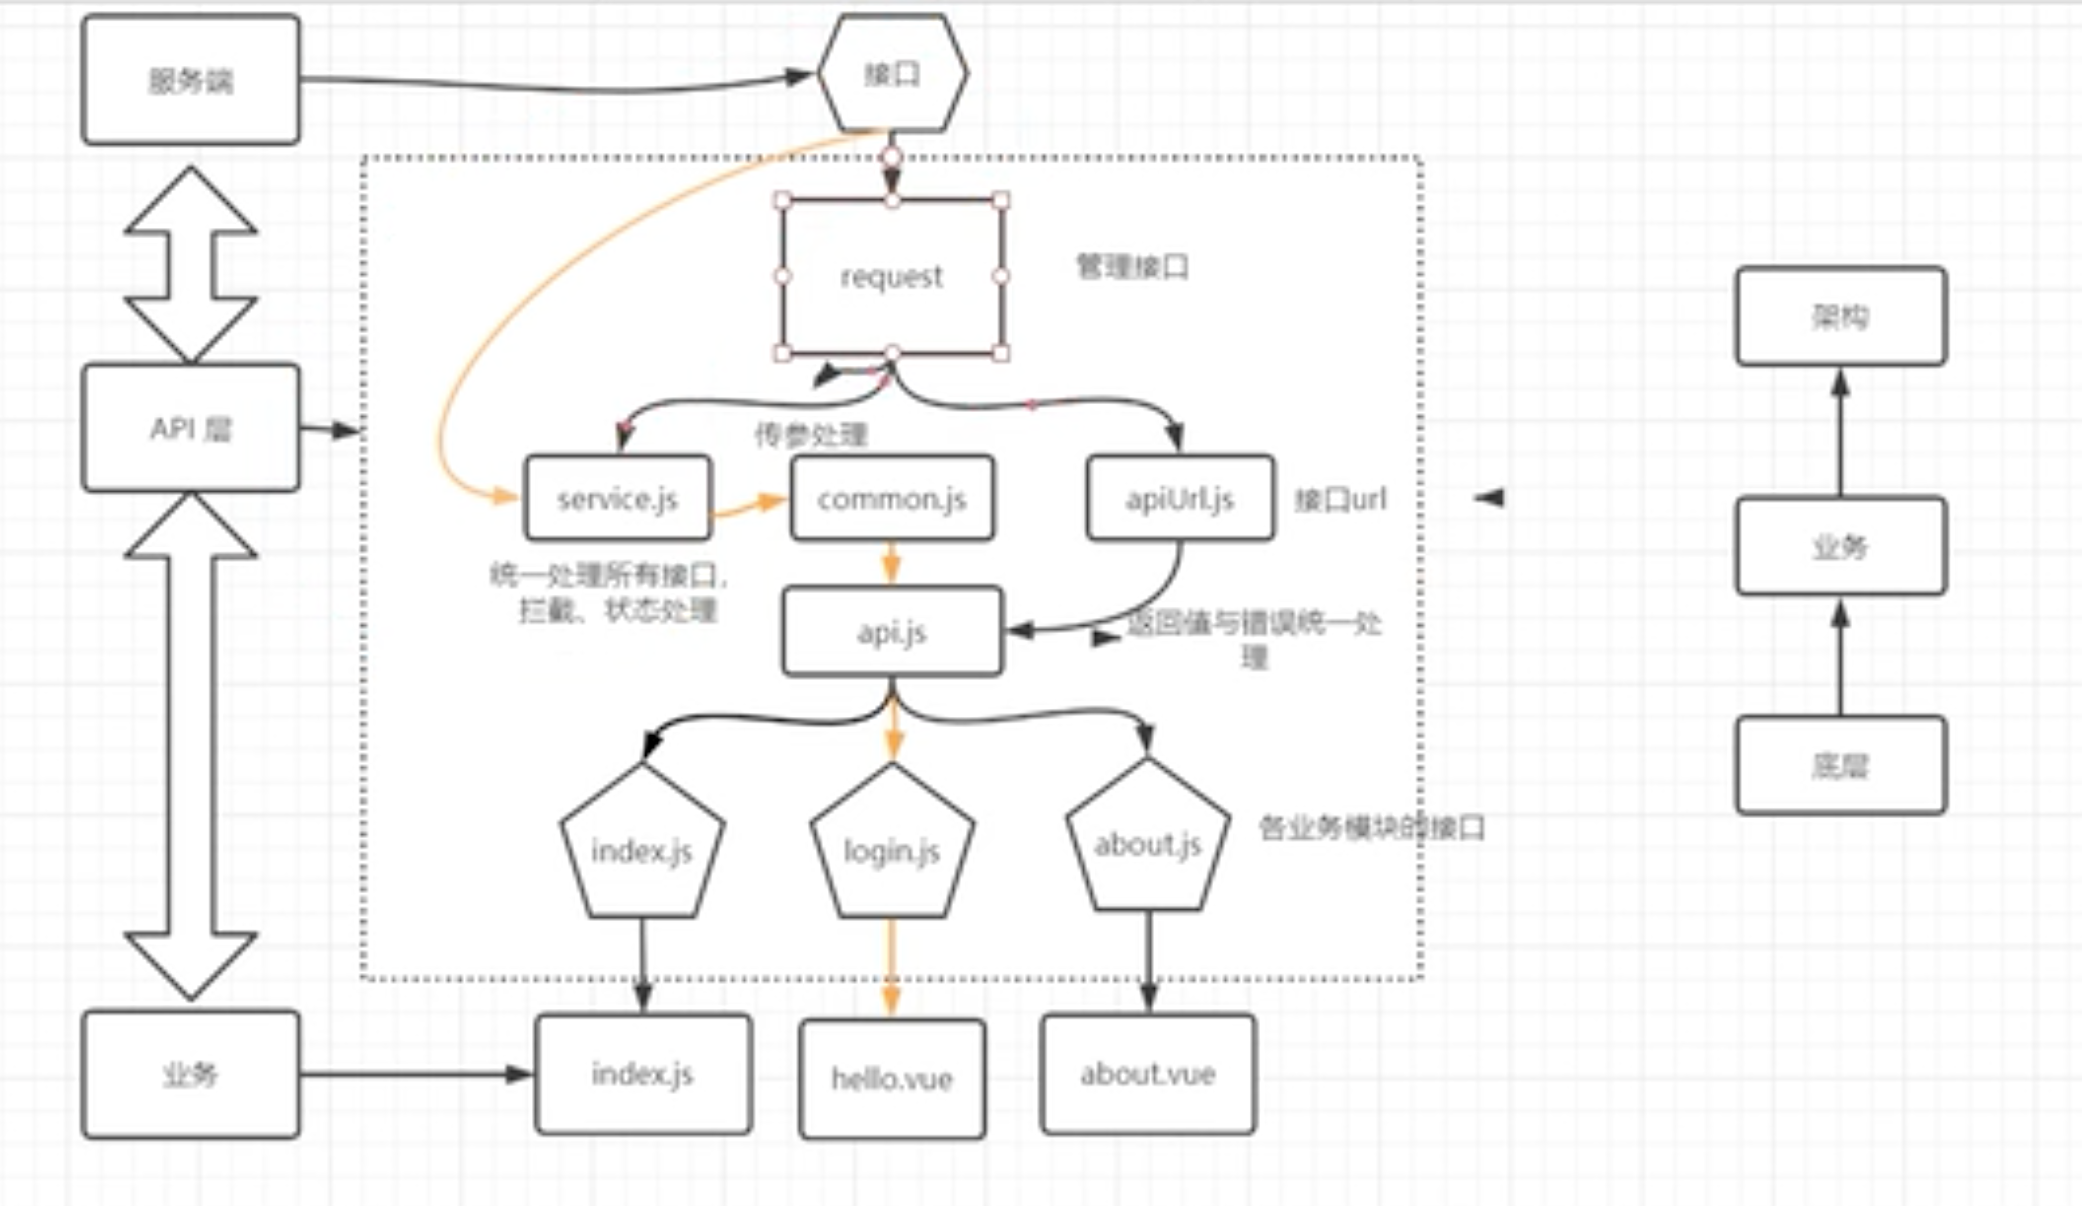 服务端
接口
request
管理接口
架构
API 层
传参处理
service.js
common.js
apiUrl.js
接口url
业务
统一处理所有接口,
拦截、状态处理
api.js
返回值与错误统一处
理
底层
index.js
login.js
about.js
各业务模块的接口
业务
index.js
hello.vue
about.vue